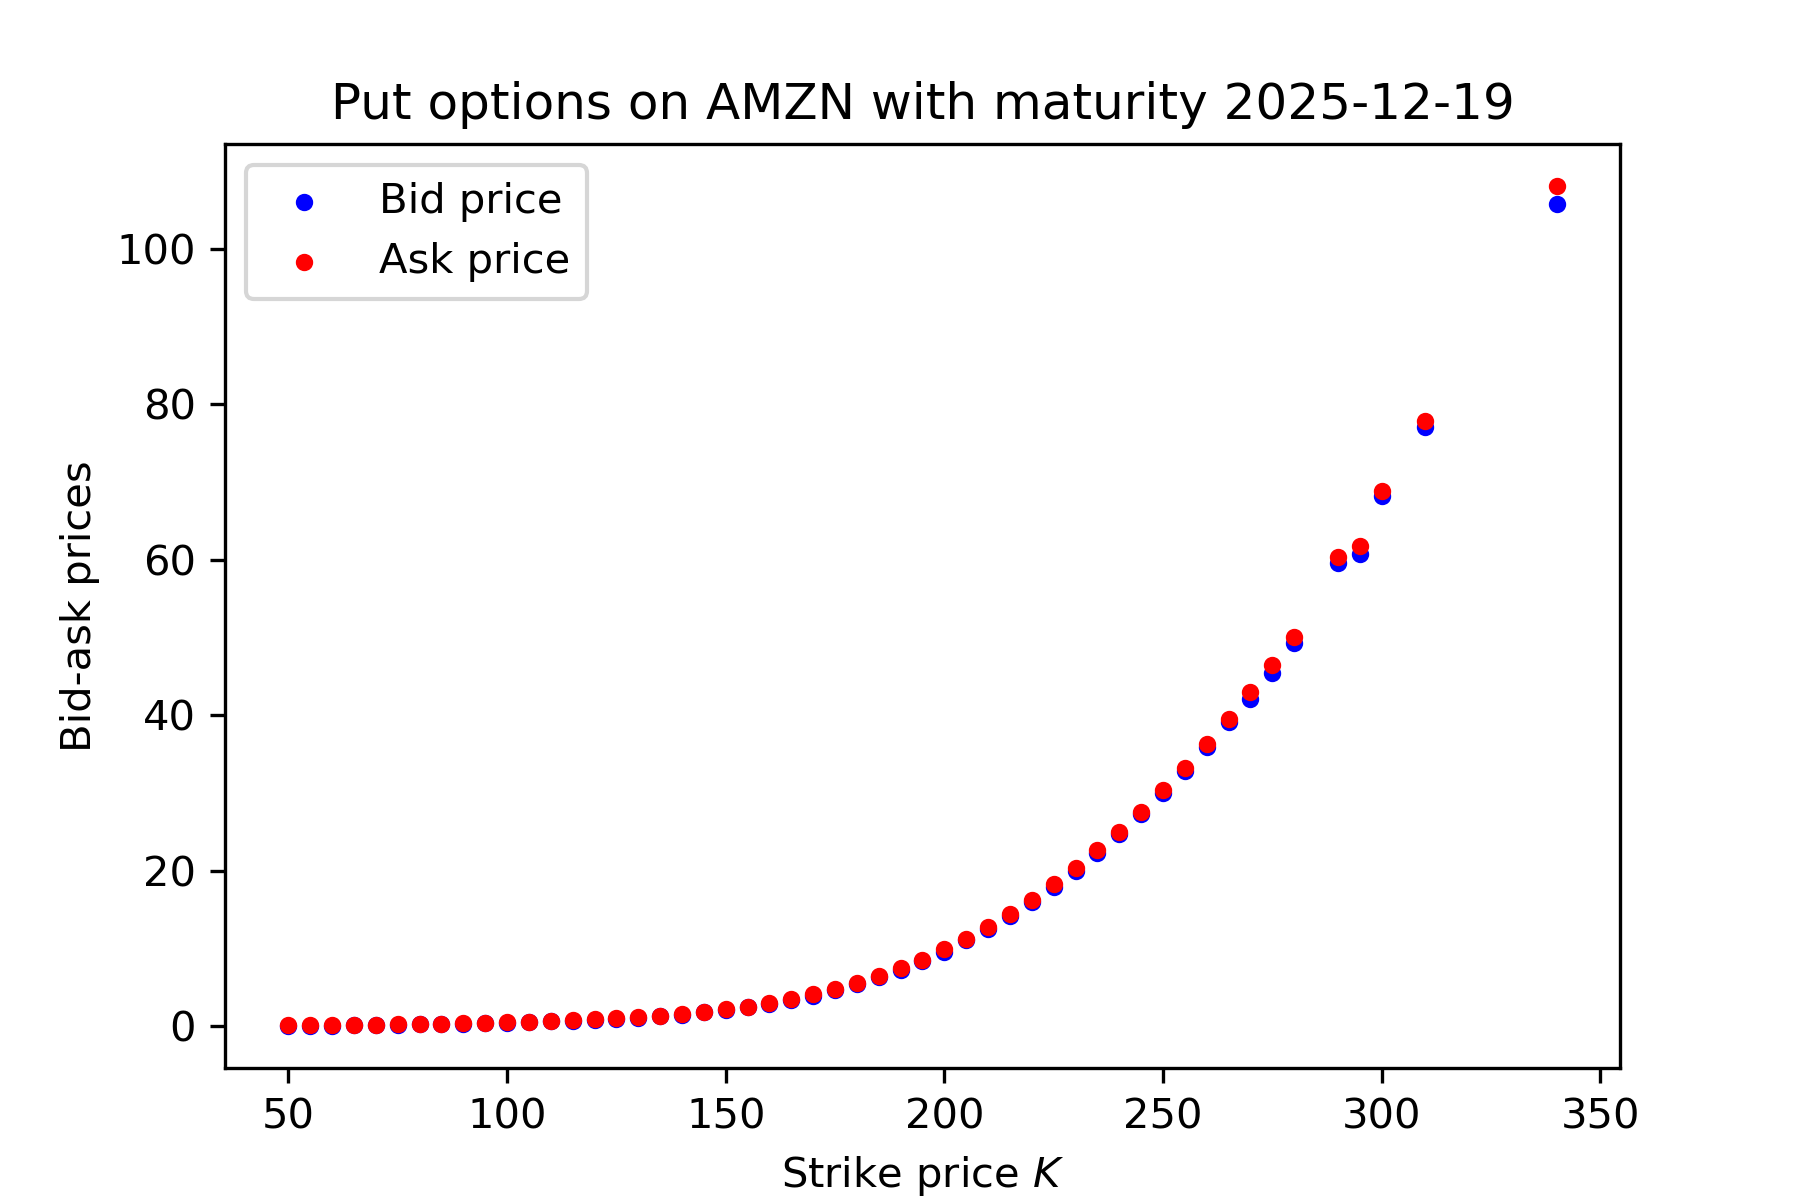 Put options on AMZN with maturity 2025-12-19
Bid price
Ask price
100
80
60
40
20
0
Bid-ask prices
50 100 150 200 250 300 350
Strike price K